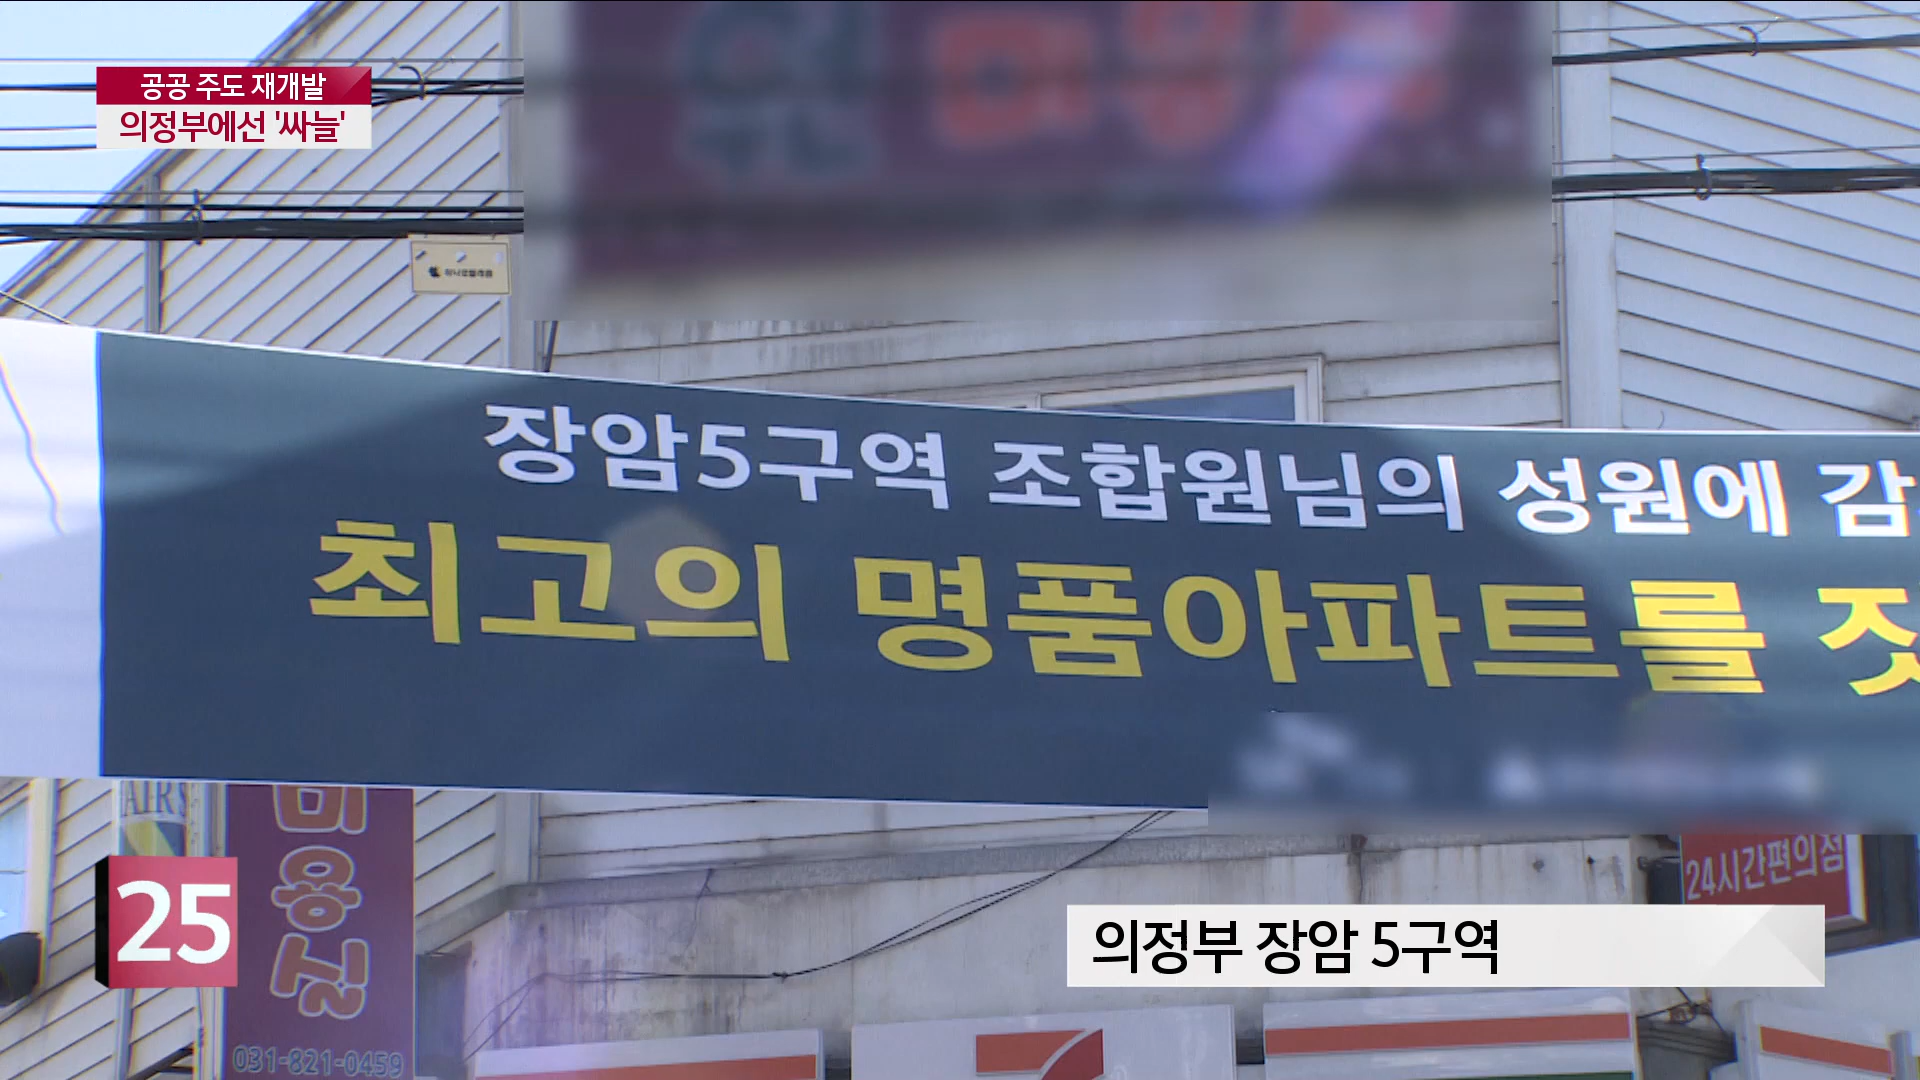 공공 주도 재개발
의정부에선 '싸늘'
장암5구역 조합원님의 성원에 감
최고의 명품아파트를 짓
AIRS
미용실
031-821-0459
25
24시간편의점
의정부 장암 5구역
7